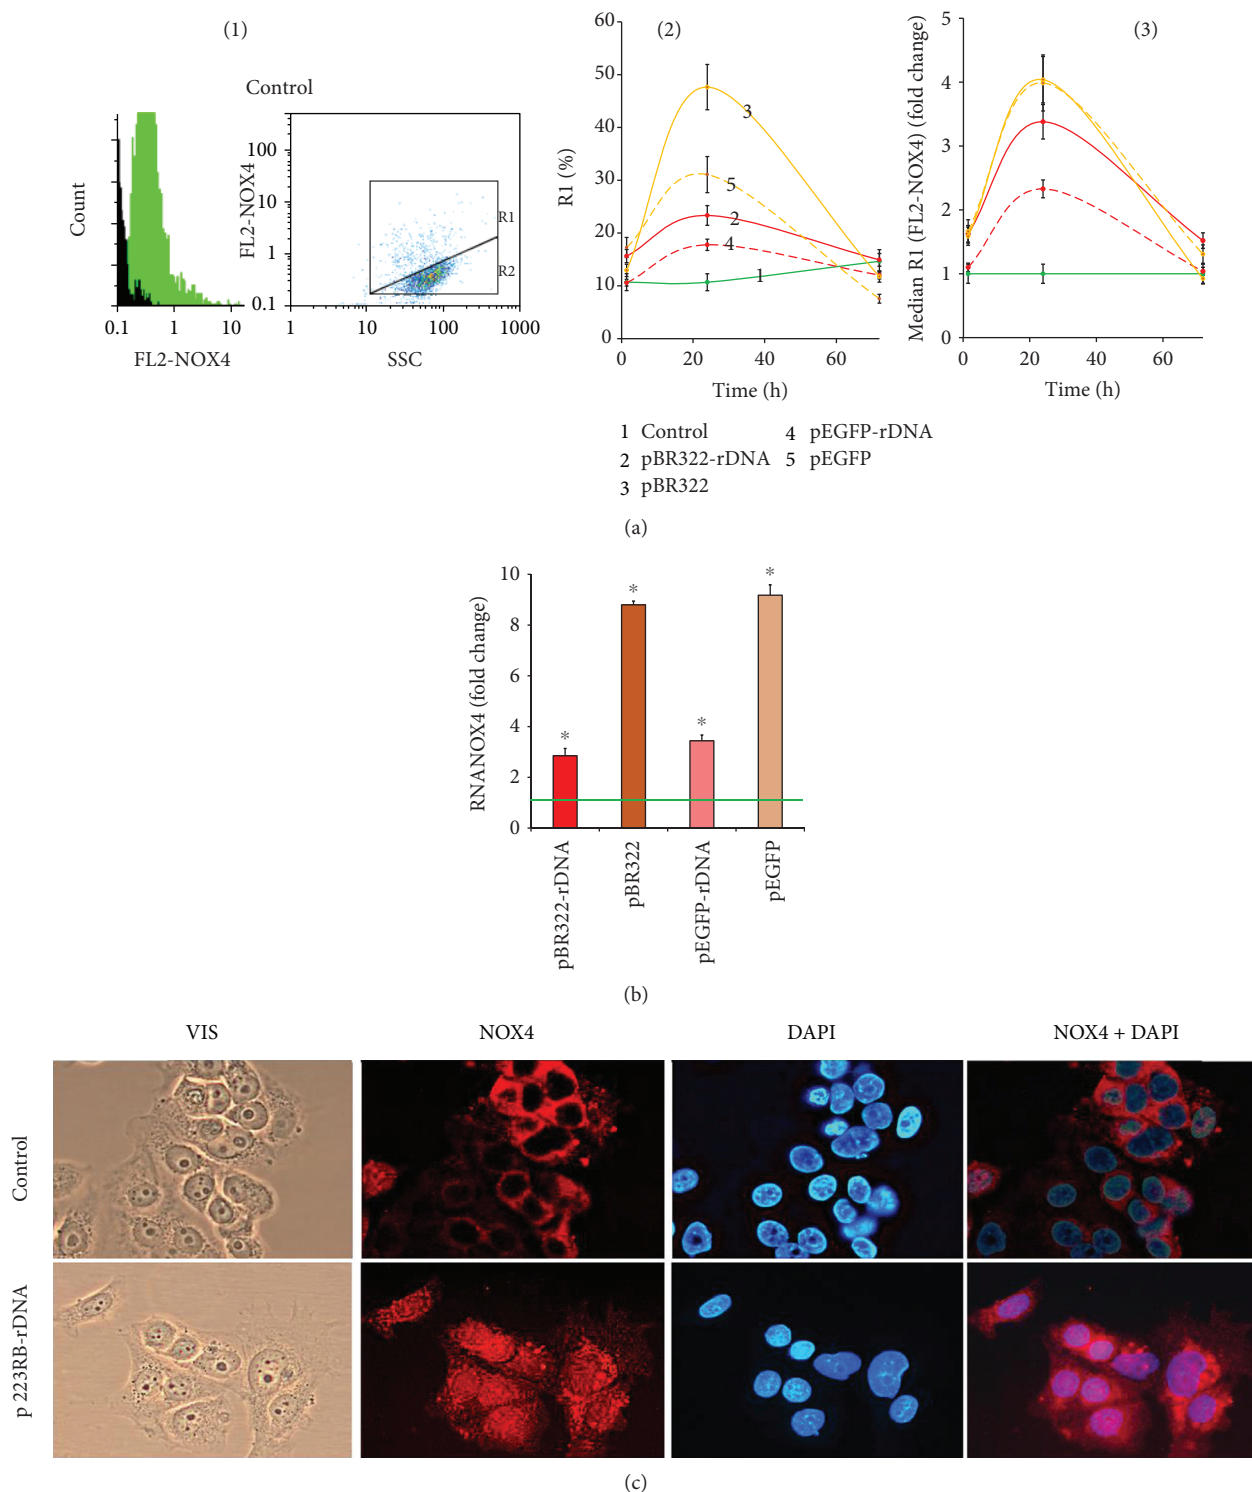 (1)
Control
Count
0.1 1 10
FL2-NOX4
FL2-NOX4
100
10
1
0.1
R1
R2
1 10 100 1000
SSC
(2)
R1 (%)
60
50
40
30
20
10
0
3
5
2
4
1
0 20 40 60
Time (h)
(3)
Median R1 (FL2-NOX4) (fold change)
5
4
3
2
1
0
0 20 40 60
Time (h)
1 Control
2 pBR322-rDNA
3 pBR322
4 pEGFP-rDNA
5 pEGFP
(a)
RNANOX4 (fold change)
10
8
6
4
2
0
* * * *
pBR322-rDNA
pBR322
pEGFP-rDNA
pEGFP
(b)
VIS NOX4 DAPI NOX4 + DAPI
Control
p 223RB-rDNA
(c)